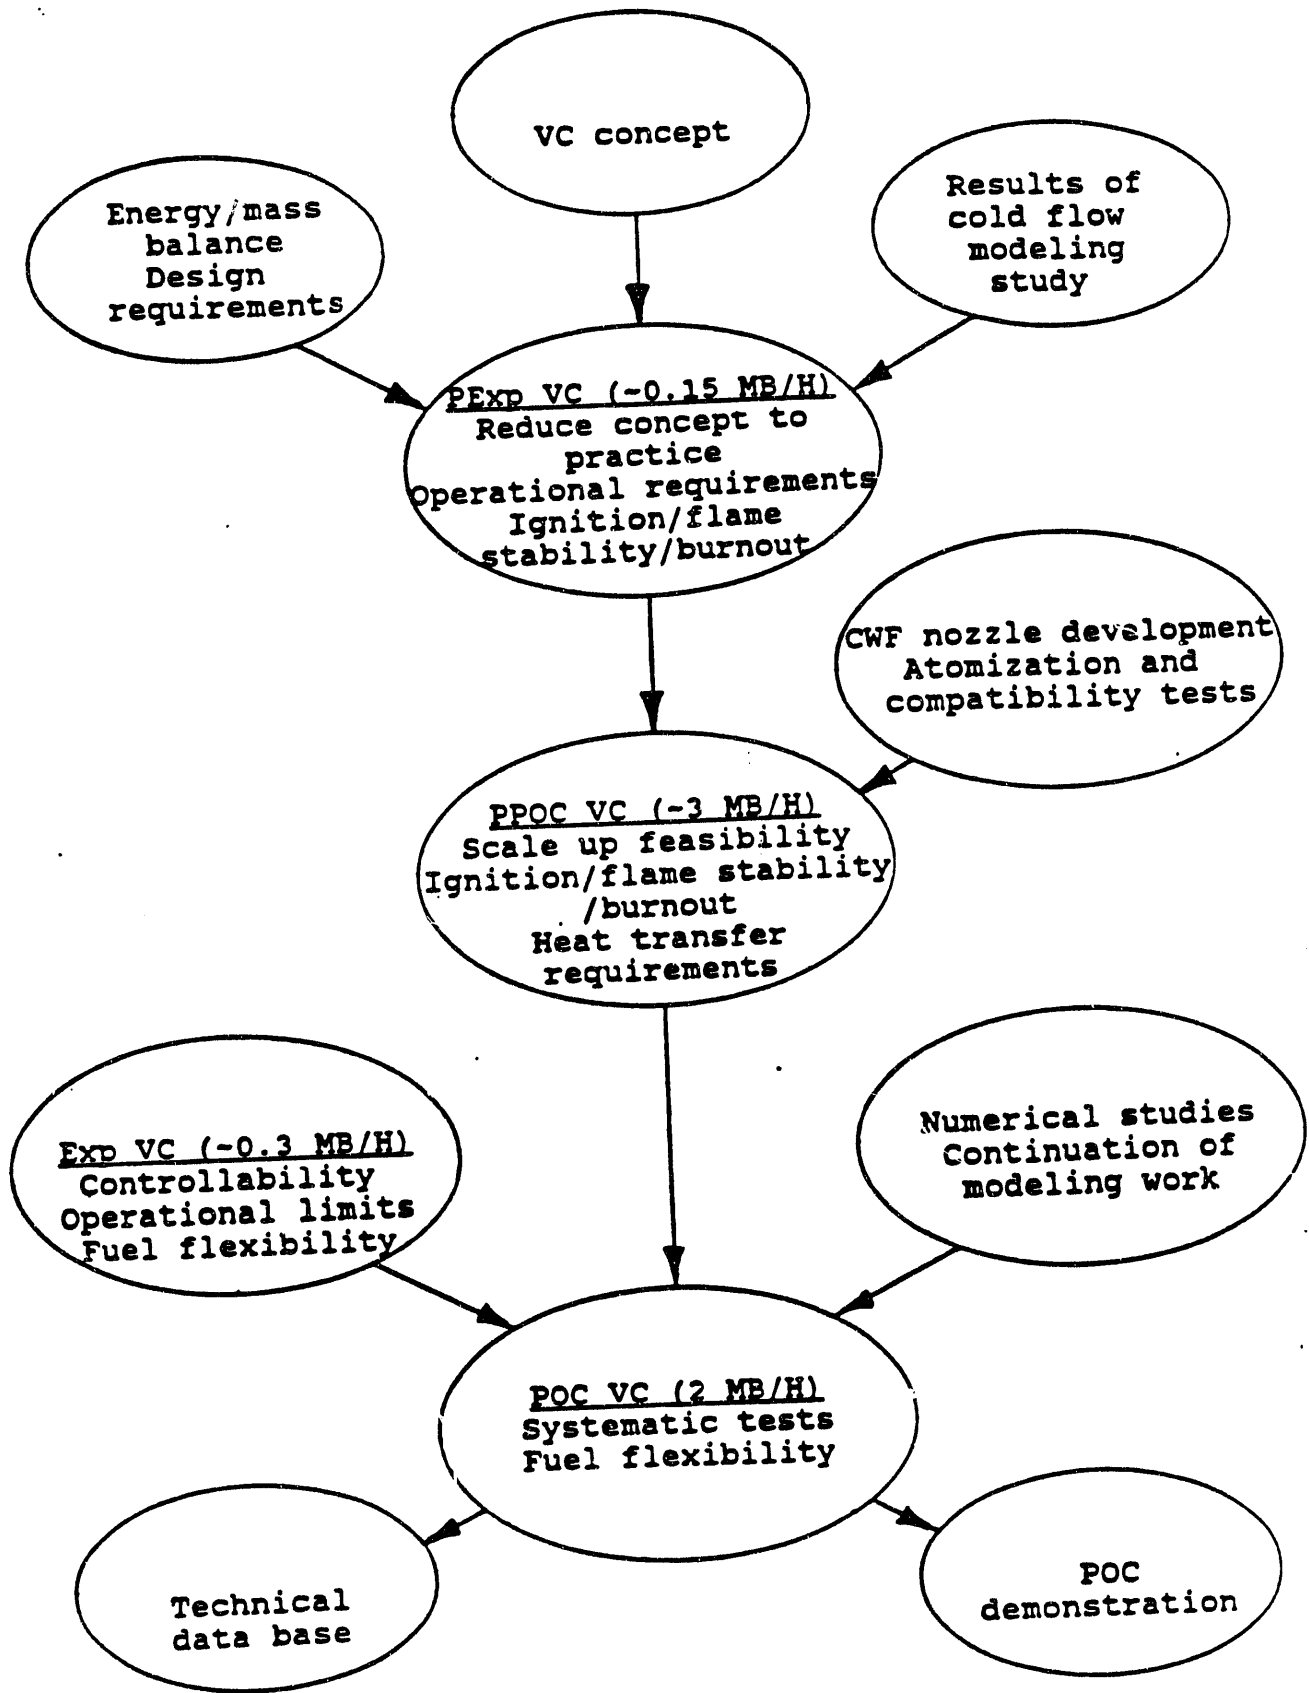 VC concept
Energy/mass
balance
Design
requirements
Results of
cold flow
modeling
study
PExp VC (~0.15 MB/H)
Reduce concept to
practice
Operational requirements
Ignition/flame
stability/burnout
CWF nozzle development
Atomization and
compatibility tests
PPOC VC (~3 MB/H)
Scale up feasibility
Ignition/flame stability
/burnout
Heat transfer
requirements
Exp VC (~0.3 MB/H)
Controllability
Operational limits
Fuel flexibility
Numerical studies
Continuation of
modeling work
POC VC (2 MB/H)
Systematic tests
Fuel flexibility
Technical
data base
POC
demonstration